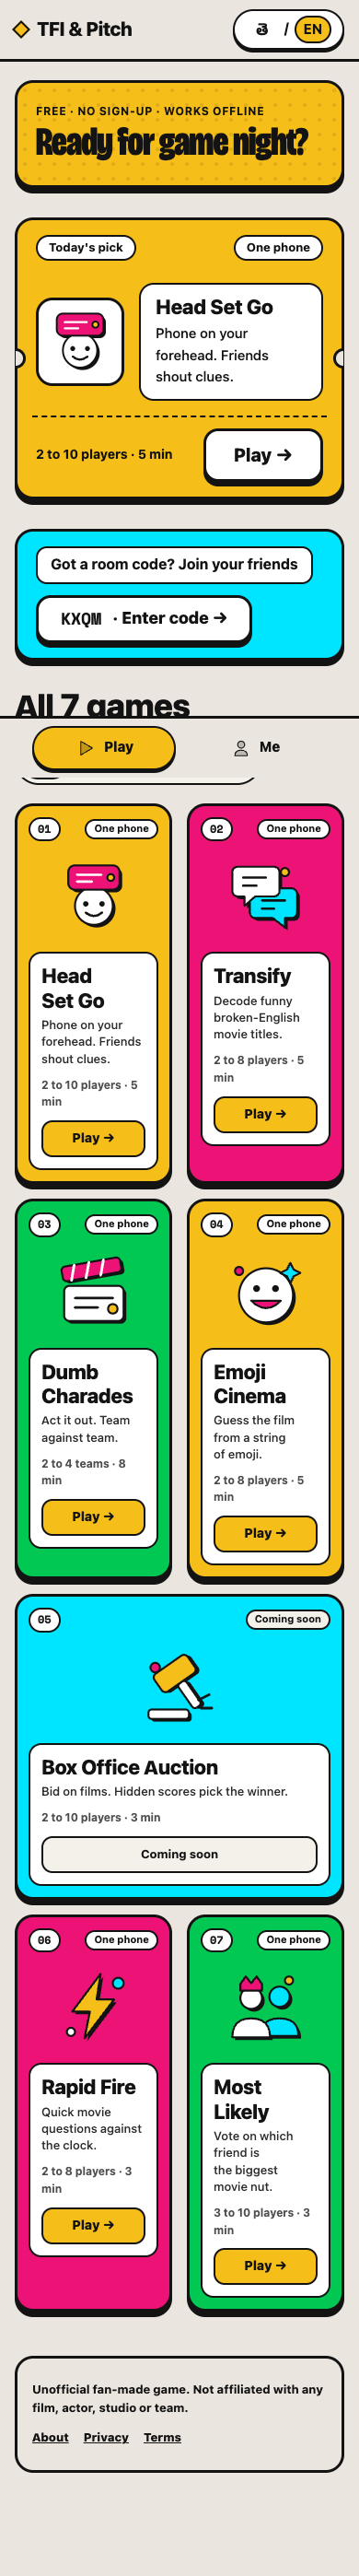 TFI & Pitch
తె / EN
FREE · NO SIGN-UP · WORKS OFFLINE
Ready for game night?
Today's pick
One phone
Head Set Go
Phone on your
forehead. Friends
shout clues.
2 to 10 players · 5 min
Play →
Got a room code? Join your friends
KXQM · Enter code →
All 7 games
Play
Me
01
One phone
Head
Set Go
Phone on your
forehead. Friends
shout clues.
2 to 10 players · 5
min
Play →
02
One phone
Transify
Decode funny
broken-English
movie titles.
2 to 8 players · 5
min
Play →
03
One phone
Dumb
Charades
Act it out. Team
against team.
2 to 4 teams · 8
min
Play →
04
One phone
Emoji
Cinema
Guess the film
from a string
of emoji.
2 to 8 players · 5
min
Play →
05
Coming soon
Box Office Auction
Bid on films. Hidden scores pick the winner.
2 to 10 players · 3 min
Coming soon
06
One phone
Rapid Fire
Quick movie
questions against
the clock.
2 to 8 players · 3
min
Play →
07
One phone
Most
Likely
Vote on which
friend is
the biggest
movie nut.
3 to 10 players · 3
min
Play →
Unofficial fan-made game. Not affiliated with any
film, actor, studio or team.
About Privacy Terms